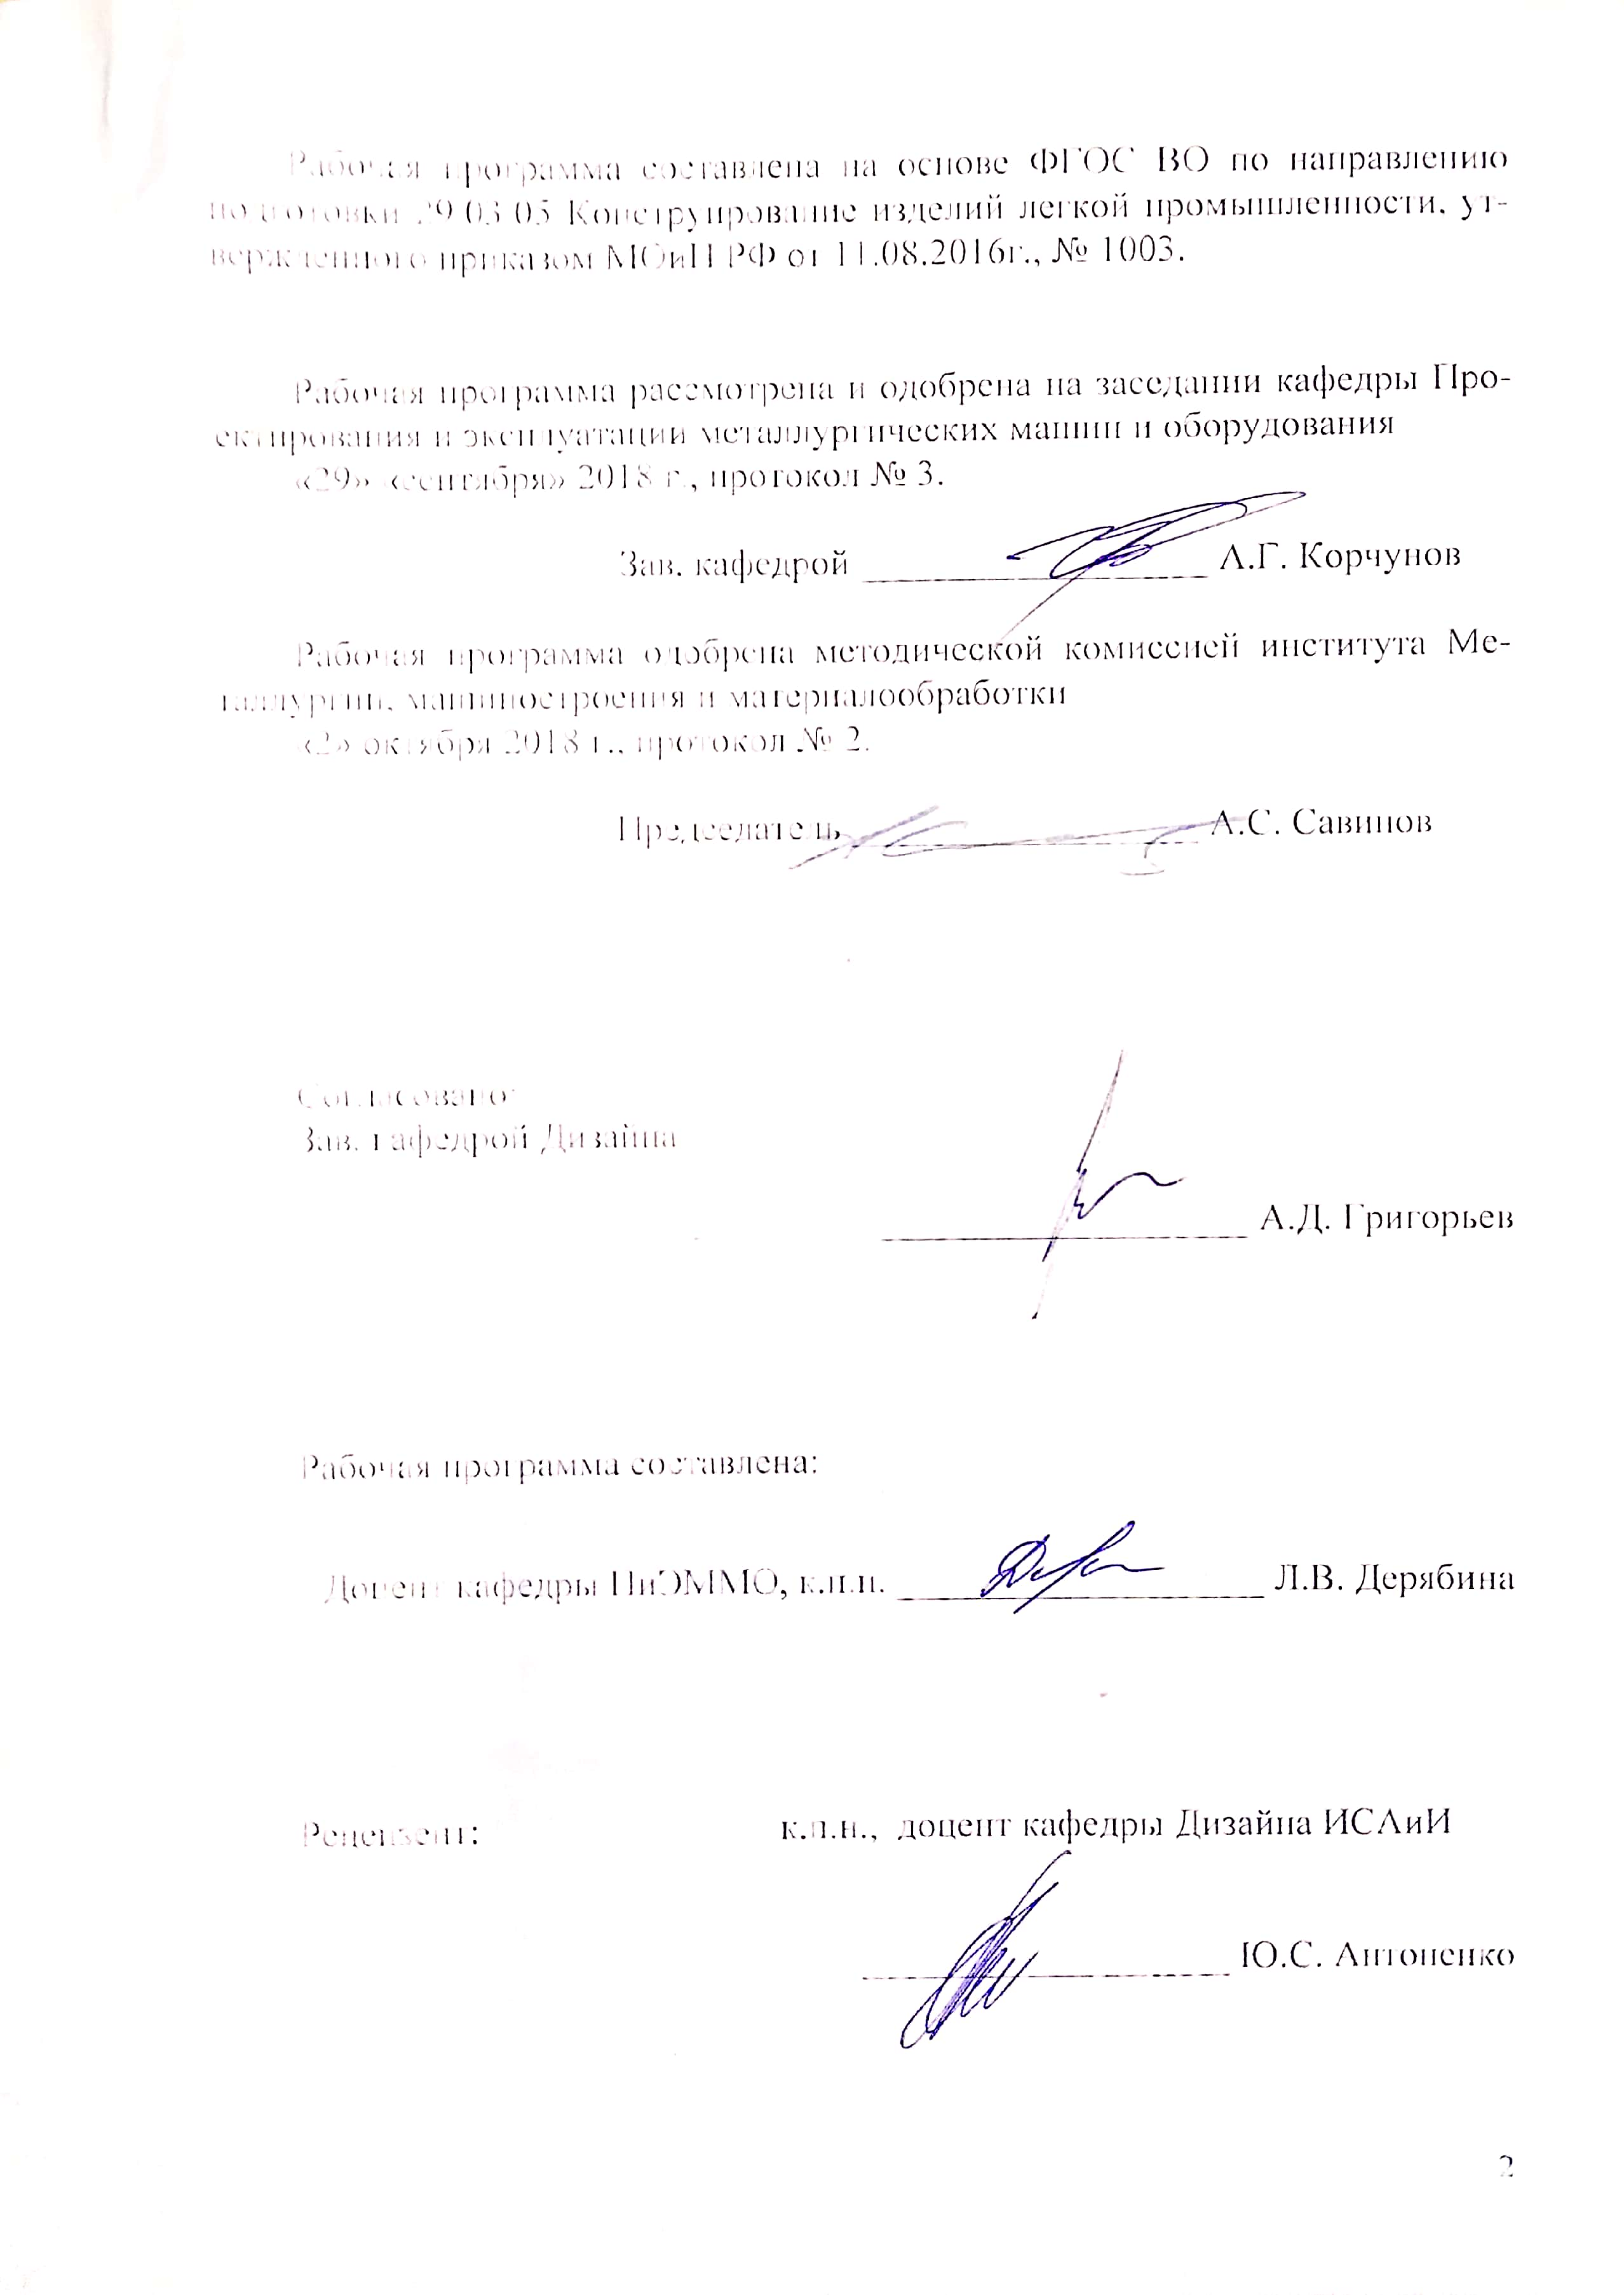 Рабочая программа составлена на основе ФГОС ВО по направлению
подготовки 29.03.05 Конструирование изделий легкой промышленности, ут-
вержденного приказом МОиН РФ от 11.08.2016г., № 1003.
Рабочая программа рассмотрена и одобрена на заседании кафедры Про-
ектирования и эксплуатации металлургических машин и оборудования
«29» «сентября» 2018 г., протокол № 3.
Зав. кафедрой А.Г. Корчунов
Рабочая программа одобрена методической комиссией института Ме-
таллургии, машиностроения и материалообработки
«2» октября 2018 г., протокол № 2.
Председатель А.С. Савинов
Согласовано:
Зав. кафедрой Дизайна
А.Д. Григорьев
Рабочая программа составлена:
Доцент кафедры ПиЭММО, к.п.н. Л.В. Дерябина
Рецензент: к.п.н., доцент кафедры Дизайна ИСАиИ
Ю.С. Антоненко
2